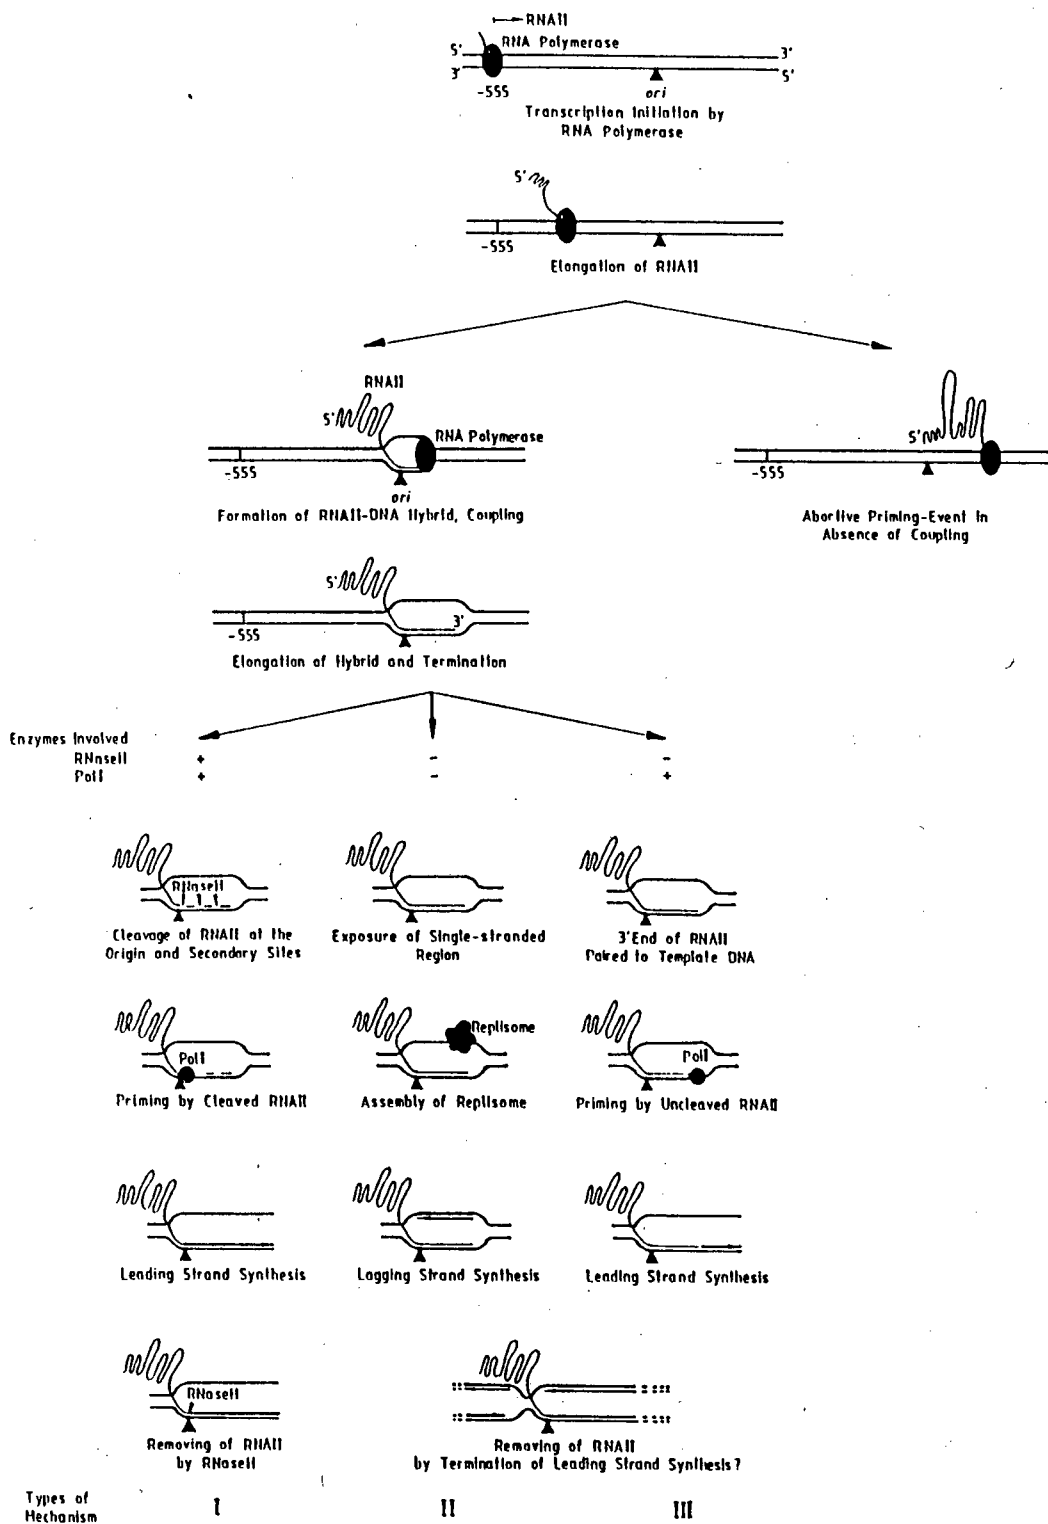 RNAII
RNA Polymerase
5' 3'
3' 5'
-555 ori
Transcription Initiation by
RNA Polymerase
5'
-555
Elongation of RNAII
RNAII
5' RNA Polymerase
-555
ori
Formation of RNAII-DNA Hybrid, Coupling
5'
-555
Abortive Priming-Event in
Absence of Coupling
5'
3'
-555
Elongation of Hybrid and Termination
Enzymes Involved
RNaseH + - -
PolI + - +
RNaseH
Cleavage of RNAII at the
Origin and Secondary Sites
Exposure of Single-stranded
Region
3'End of RNAII
Paired to Template DNA
PolI
Priming by Cleaved RNAII
Replisome
Assembly of Replisome
PolI
Priming by Uncleaved RNAII
Leading Strand Synthesis
Lagging Strand Synthesis
Leading Strand Synthesis
RNaseH
Removing of RNAII
by RNaseH
Removing of RNAII
by Termination of Leading Strand Synthesis?
Types of
Mechanism
I II III